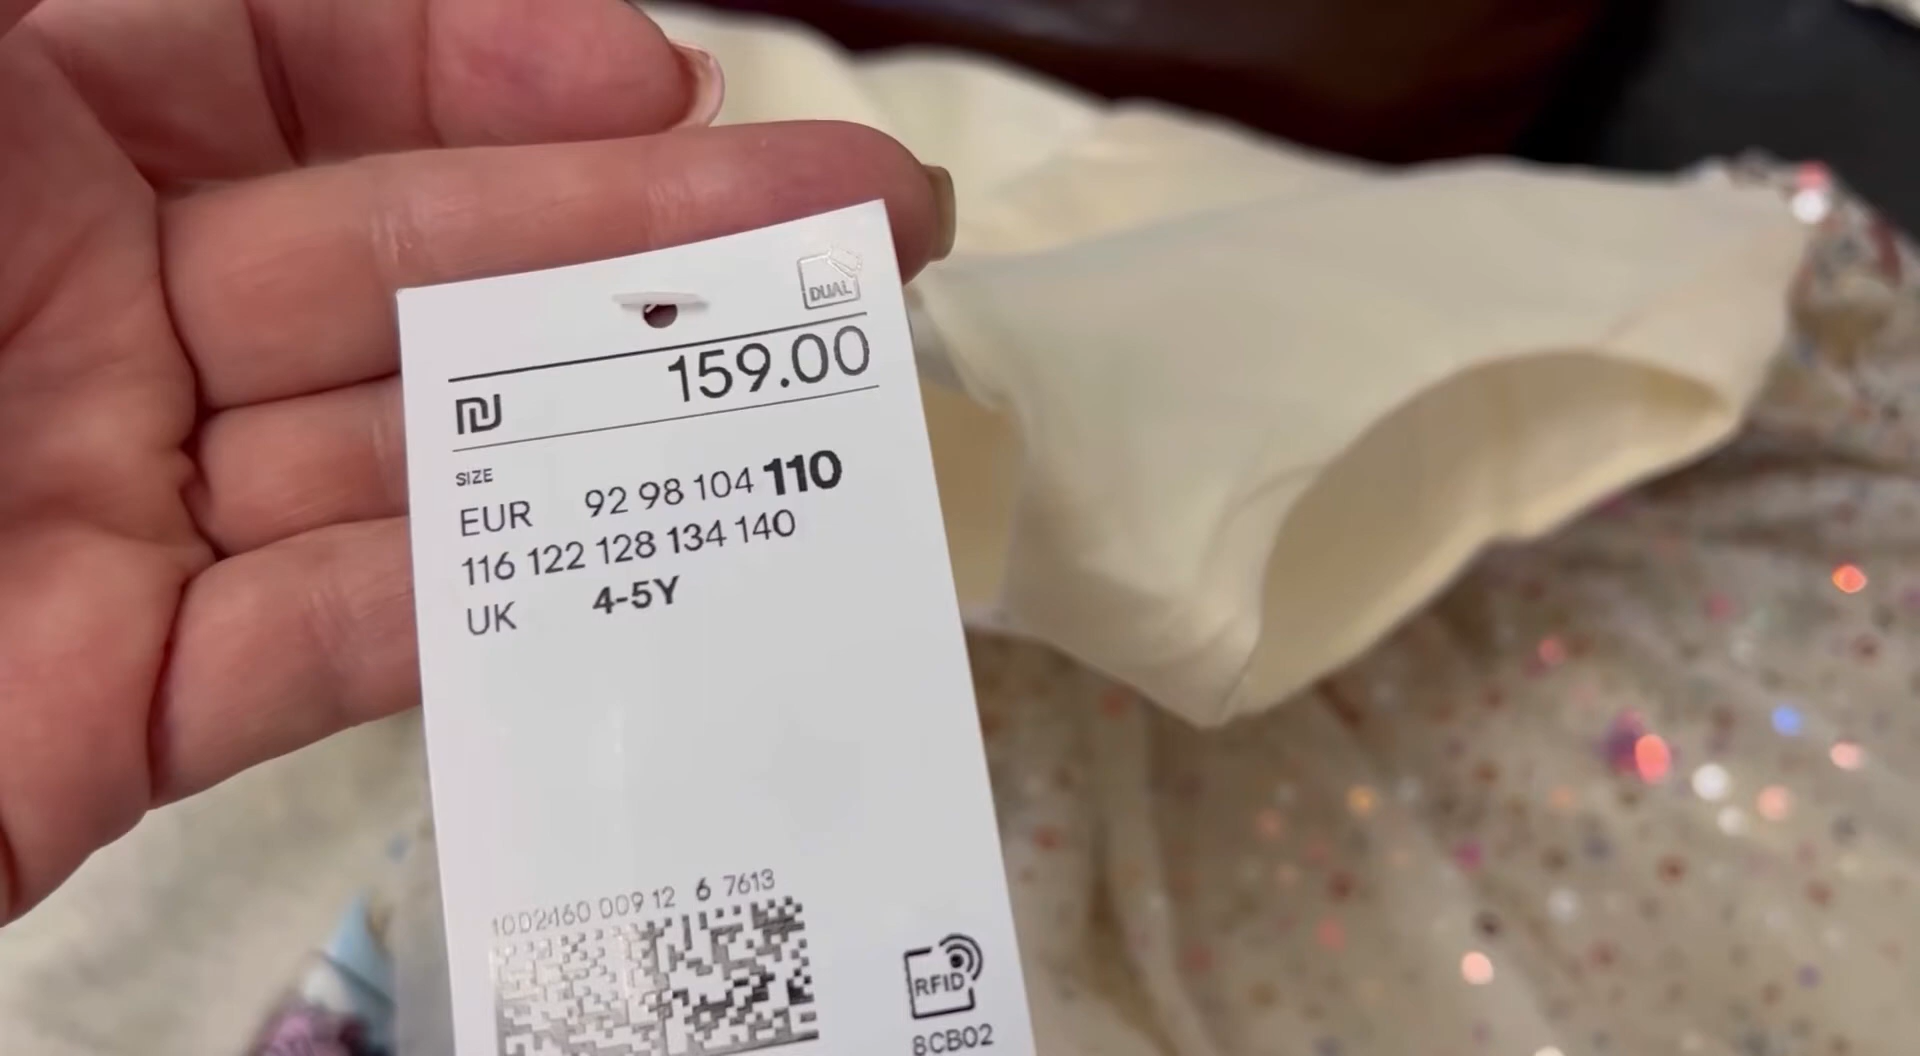 DUAL
₪ 159.00
SIZE
EUR 92 98 104 110
116 122 128 134 140
UK 4-5Y
1002460 009 12 6 7613
RFID
8CB02